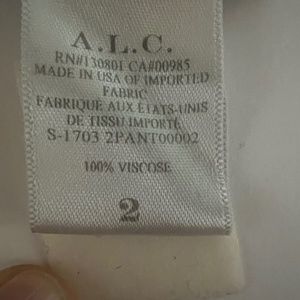 A.L.C.
RN#130801 CA#00985
MADE IN USA OF IMPORTED
FABRIC
FABRIQUE AUX ETATS-UNIS
DE TISSU IMPORTÉ
S-1703 2PANT00002
100% VISCOSE
2